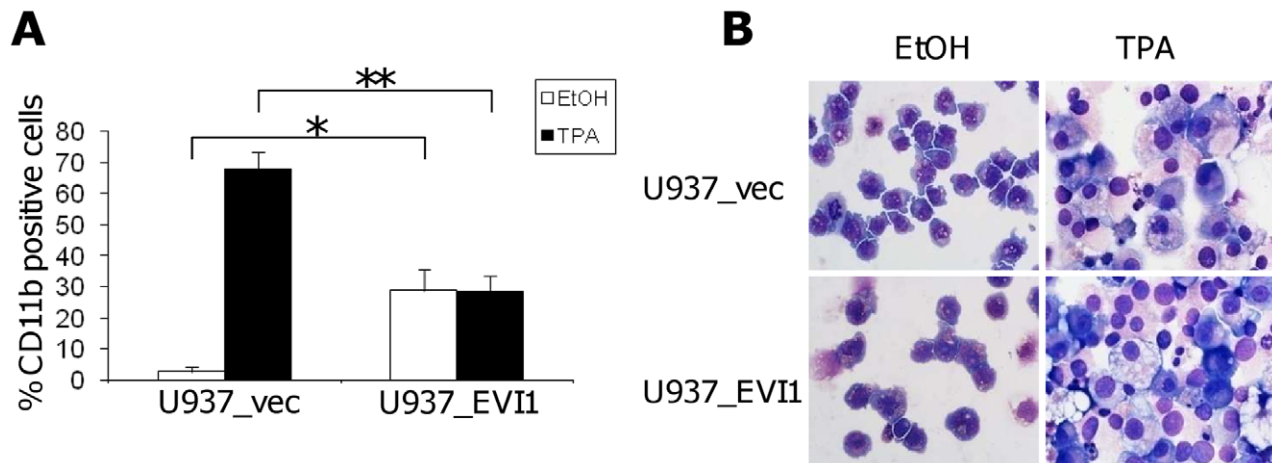 A
B
EtOH
TPA
**
*
EtOH
TPA
% CD11b positive cells
80
70
60
50
40
30
20
10
0
U937_vec
U937_EVI1
U937_vec
U937_EVI1